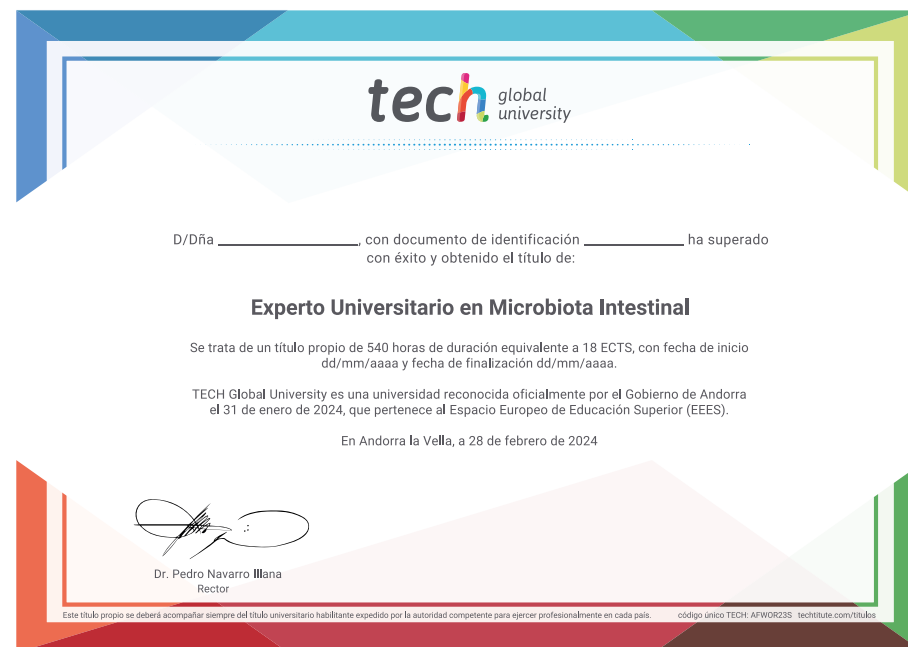 tech global university
D/Dña ____________________, con documento de identificación ______________ ha superado
con éxito y obtenido el título de:
Experto Universitario en Microbiota Intestinal
Se trata de un título propio de 540 horas de duración equivalente a 18 ECTS, con fecha de inicio
dd/mm/aaaa y fecha de finalización dd/mm/aaaa.
TECH Global University es una universidad reconocida oficialmente por el Gobierno de Andorra
el 31 de enero de 2024, que pertenece al Espacio Europeo de Educación Superior (EEES).
En Andorra la Vella, a 28 de febrero de 2024
Dr. Pedro Navarro Illana
Rector
Este título propio se deberá acompañar siempre del título universitario habilitante expedido por la autoridad competente para ejercer profesionalmente en cada país. código único TECH: AFWOR23S techtitute.com/titulos